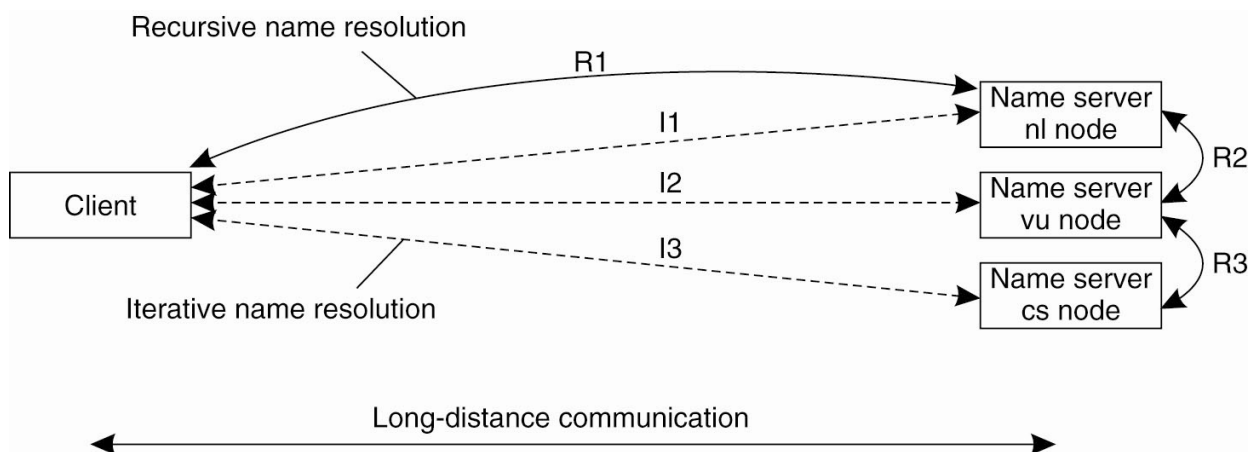 Recursive name resolution
R1
Name server
nl node
I1
R2
I2
Name server
vu node
Client
I3
R3
Name server
cs node
Iterative name resolution
Long-distance communication